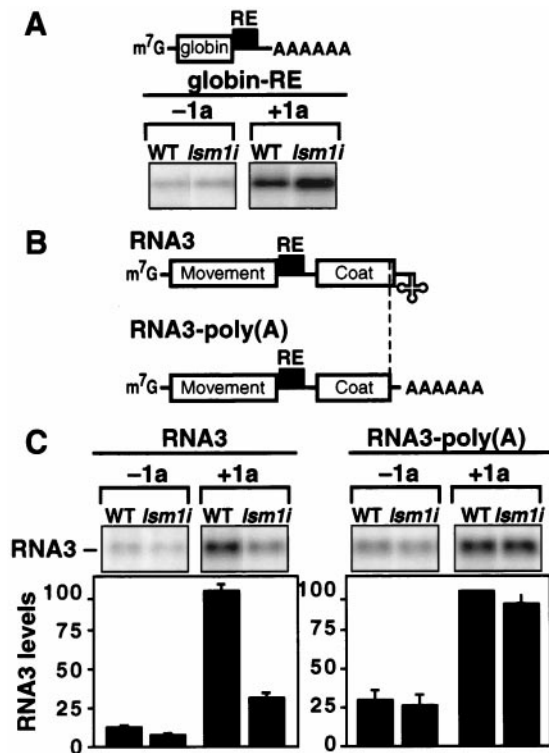 A
RE
m7G globin AAAAAA
globin-RE
–1a +1a
WT lsm1i WT lsm1i
B
RNA3
RE
m7G Movement Coat
RNA3-poly(A)
RE
m7G Movement Coat AAAAAA
C
RNA3 RNA3-poly(A)
–1a +1a –1a +1a
WT lsm1i WT lsm1i WT lsm1i WT lsm1i
RNA3
RNA3 levels
100 100
75 75
50 50
25 25